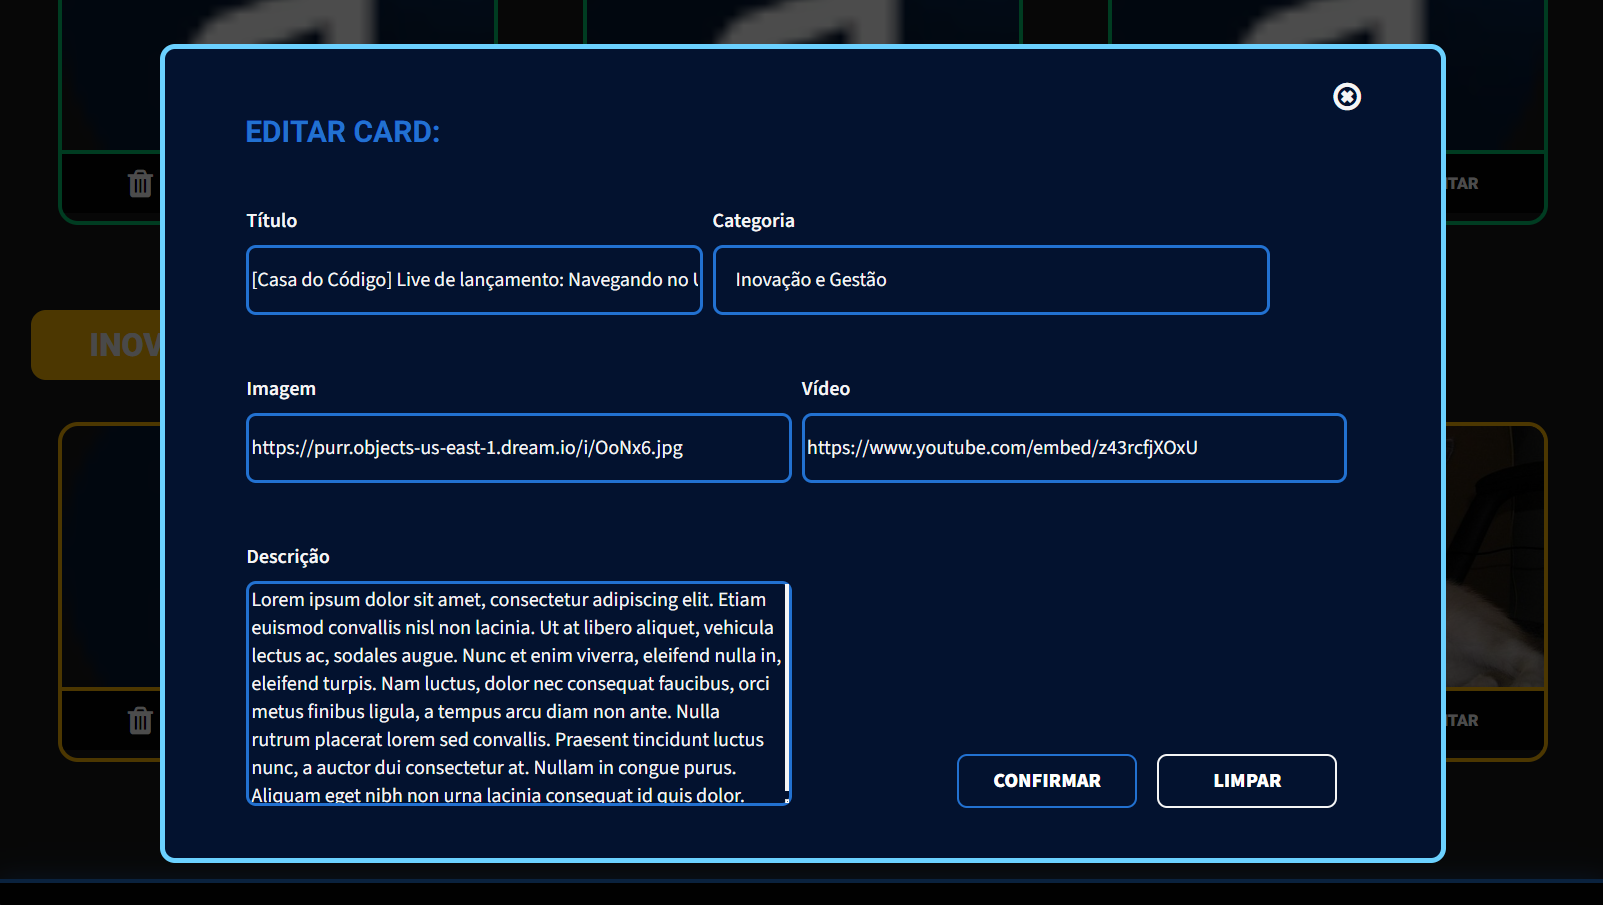 EDITAR CARD:
Título
Categoria
[Casa do Código] Live de lançamento: Navegando no
Inovação e Gestão
INOV
Imagem
Vídeo
https://purr.objects-us-east-1.dream.io/i/OoNx6.jpg
https://www.youtube.com/embed/z43rcfjXOxU
Descrição
Lorem ipsum dolor sit amet, consectetur adipiscing elit. Etiam
euismod convallis nisl non lacinia. Ut at libero aliquet, vehicula
lectus ac, sodales augue. Nunc et enim viverra, eleifend nulla in,
eleifend turpis. Nam luctus, dolor nec consequat faucibus, orci
metus finibus ligula, a tempus arcu diam non ante. Nulla
rutrum placerat lorem sed convallis. Praesent tincidunt luctus
nunc, a auctor dui consectetur at. Nullam in congue purus.
Aliquam eget nibh non urna lacinia consequat id quis dolor.
TAR
TAR
CONFIRMAR
LIMPAR